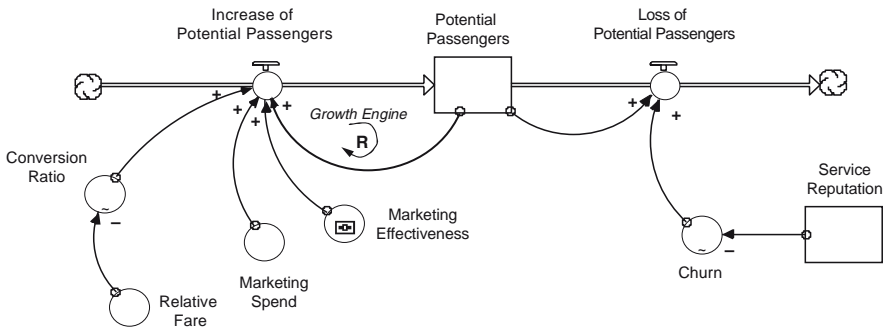 Increase of
Potential Passengers
Potential
Passengers
Loss of
Potential Passengers
+
+
+
+
Growth Engine
R
+
+
Conversion
Ratio
~
–
Marketing
Effectiveness
Service
Reputation
~
–
Churn
Marketing
Spend
Relative
Fare